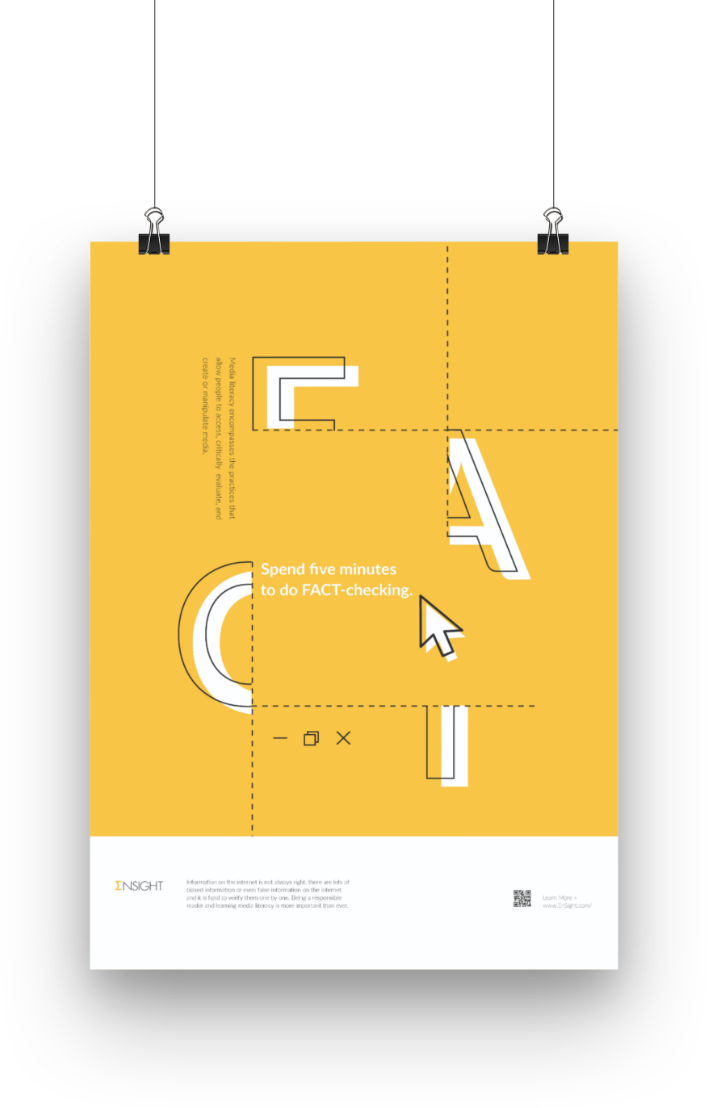 F
A
Media literacy encompasses the practices that
allow people to access, critically evaluate, and
create or manipulate media.
C
Spend five minutes
to do FACT-checking.
T
ΣNSIGHT
Information on the internet is not always right, there are lots of
biased information or even false information on the internet
and it is hard to verify them one by one. Being a responsible
reader and learning media literacy is more important than ever.
Learn More >
www.EnSight.com/